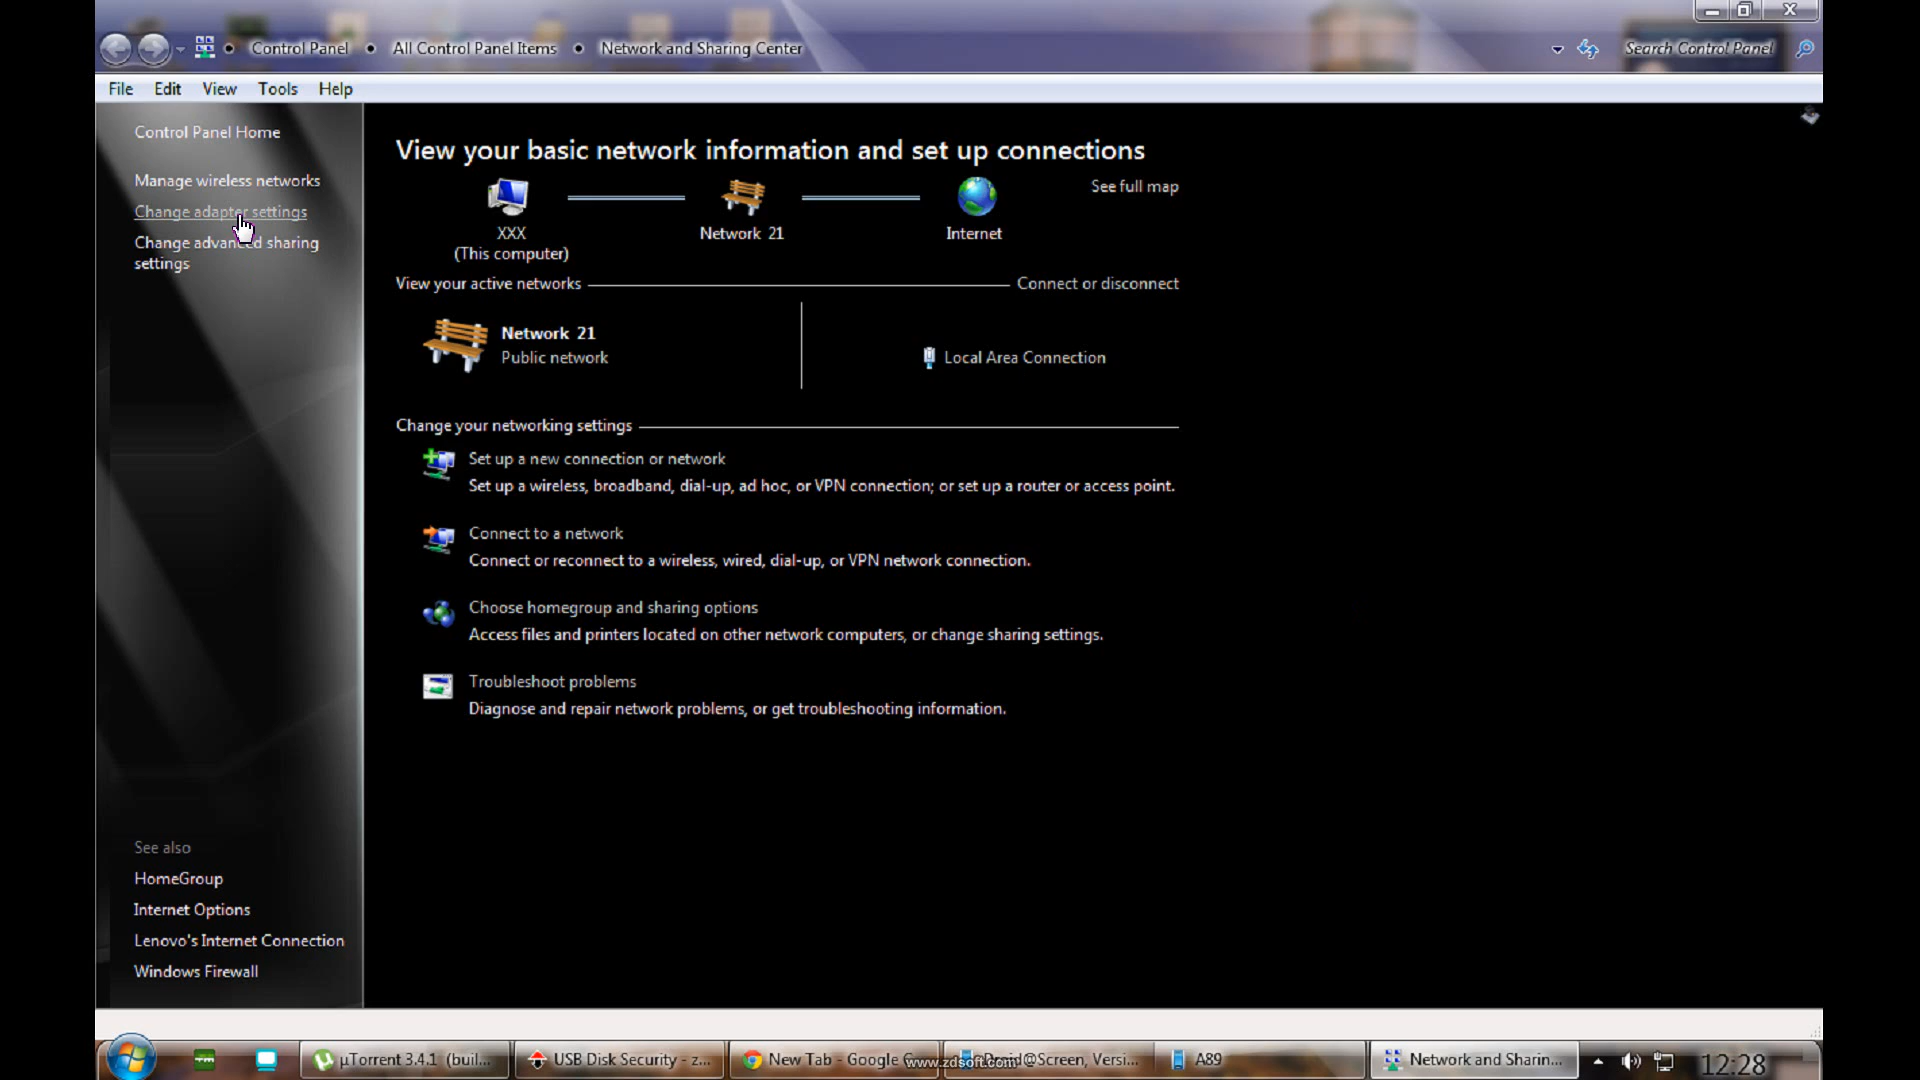 Control Panel • All Control Panel Items • Network and Sharing Center
Search Control Panel
File Edit View Tools Help
Control Panel Home
Manage wireless networks
Change adapter settings
Change advanced sharing
settings
View your basic network information and set up connections
See full map
XXX
(This computer)
Network 21
Internet
View your active networks
Connect or disconnect
Network 21
Public network
Local Area Connection
Change your networking settings
Set up a new connection or network
Set up a wireless, broadband, dial-up, ad hoc, or VPN connection; or set up a router or access point.
Connect to a network
Connect or reconnect to a wireless, wired, dial-up, or VPN network connection.
Choose homegroup and sharing options
Access files and printers located on other network computers, or change sharing settings.
Troubleshoot problems
Diagnose and repair network problems, or get troubleshooting information.
See also
HomeGroup
Internet Options
Lenovo's Internet Connection
Windows Firewall
µTorrent 3.4.1 (buil...
USB Disk Security - z...
New Tab - Google
www.zdsoft.com
@Screen, Versi...
A89
Network and Sharin...
12:28